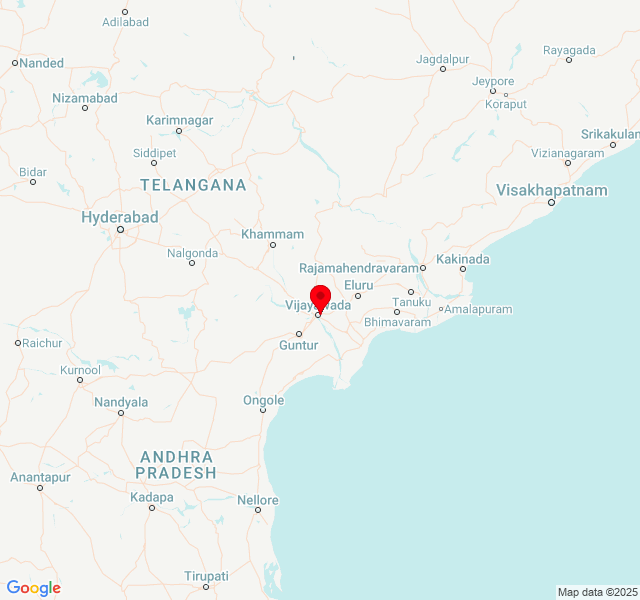 Adilabad
Nanded
Jagdalpur
Rayagada
Jeypore
Nizamabad
Koraput
Karimnagar
Srikakulam
Siddipet
Vizianagaram
Bidar
TELANGANA
Visakhapatnam
Hyderabad
Khammam
Nalgonda
Rajamahendravaram
Kakinada
Eluru
Vijayawada
Tanuku
Amalapuram
Bhimavaram
Raichur
Guntur
Kurnool
Nandyala
Ongole
ANDHRA
PRADESH
Anantapur
Kadapa
Nellore
Tirupati
Google
Map data ©2025